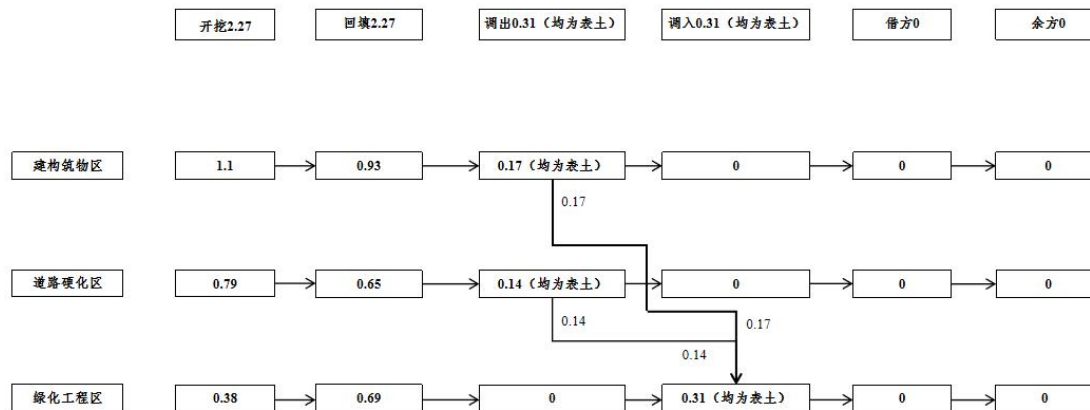 开挖2.27
回填2.27
调出0.31（均为表土）
调入0.31（均为表土）
借方0
余方0
建构筑物区
1.1
0.93
0.17（均为表土）
0
0
0
0.17
道路硬化区
0.79
0.65
0.14（均为表土）
0
0
0
0.14
0.17
0.14
绿化工程区
0.38
0.69
0
0.31（均为表土）
0
0